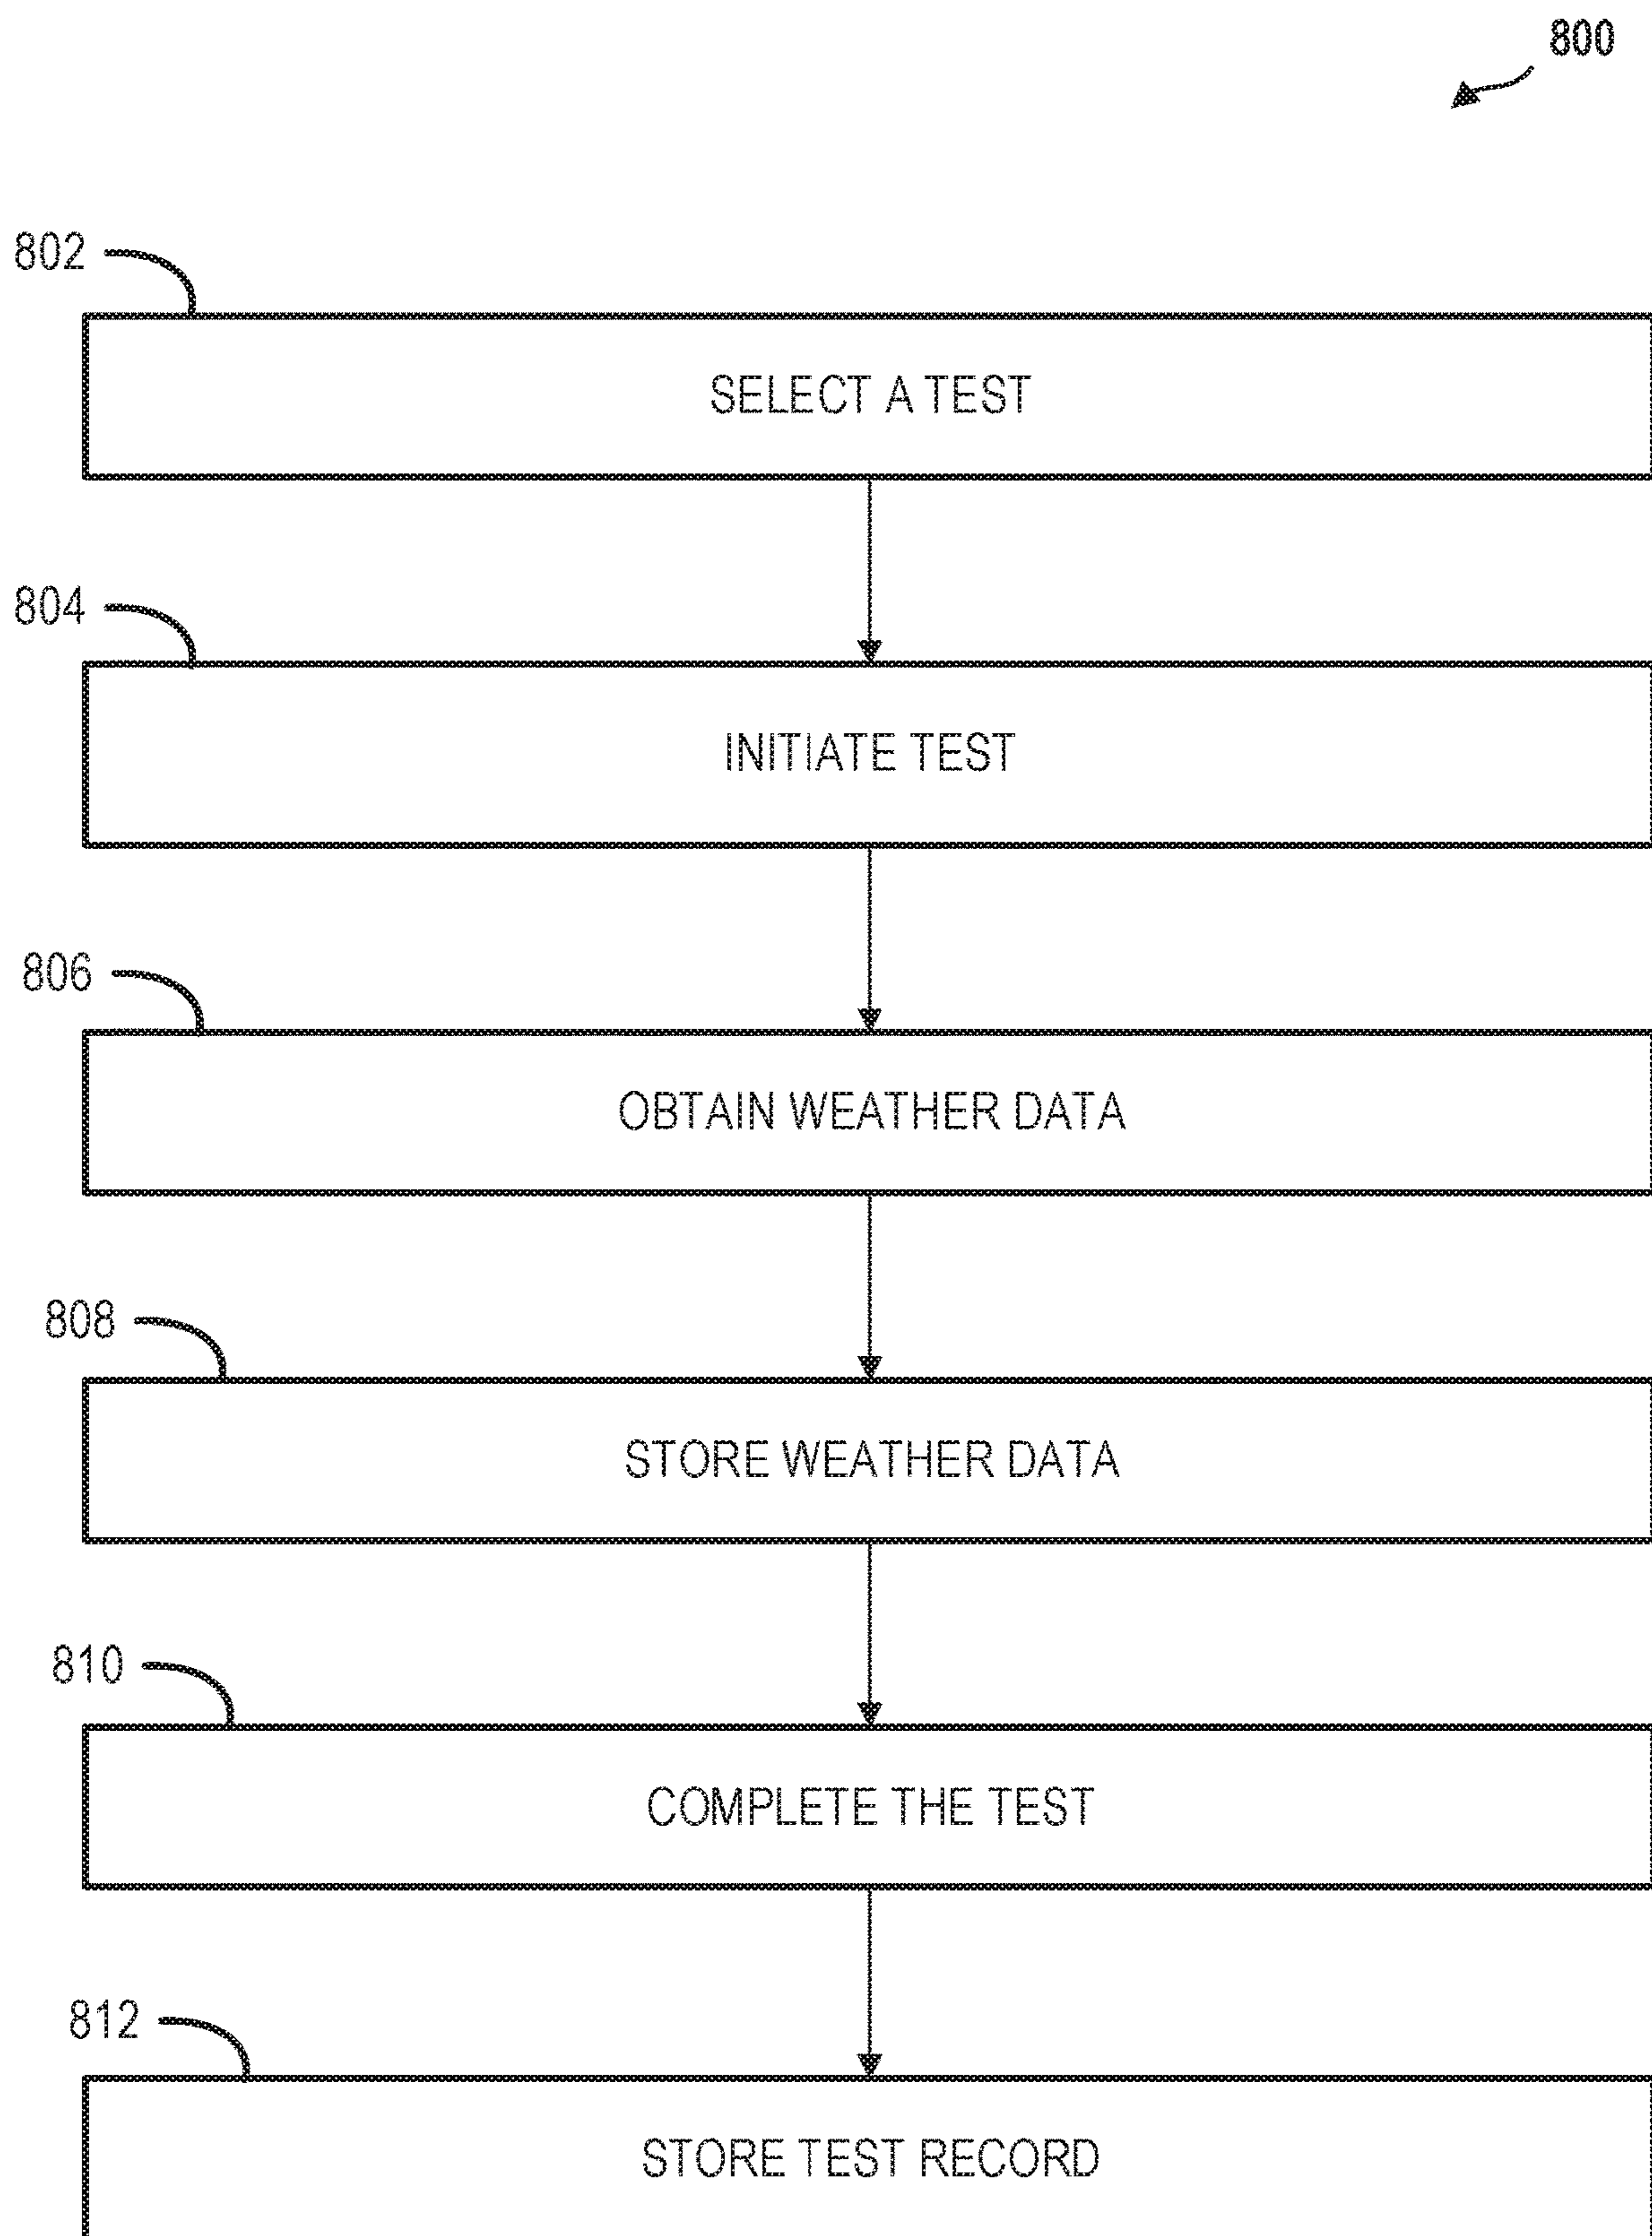 800
802
SELECT A TEST
804
INITIATE TEST
806
OBTAIN WEATHER DATA
808
STORE WEATHER DATA
810
COMPLETE THE TEST
812
STORE TEST RECORD